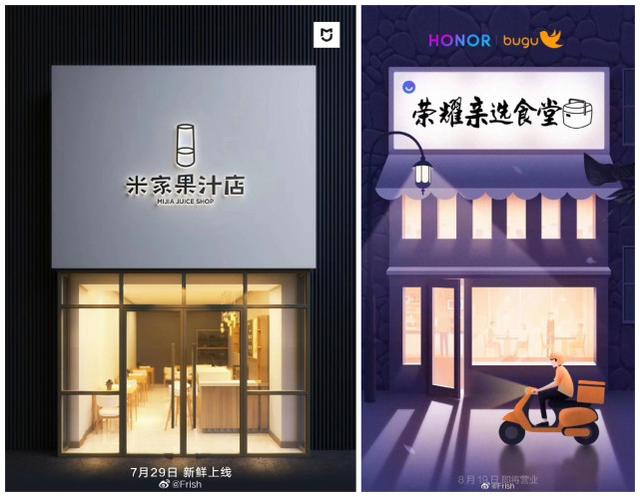 米家果汁店
MIJIA JUICE SHOP
7月29日 新鲜上线
@Frish
HONOR | bugu
荣耀亲选食堂
8月19日 即将营业
@Frish